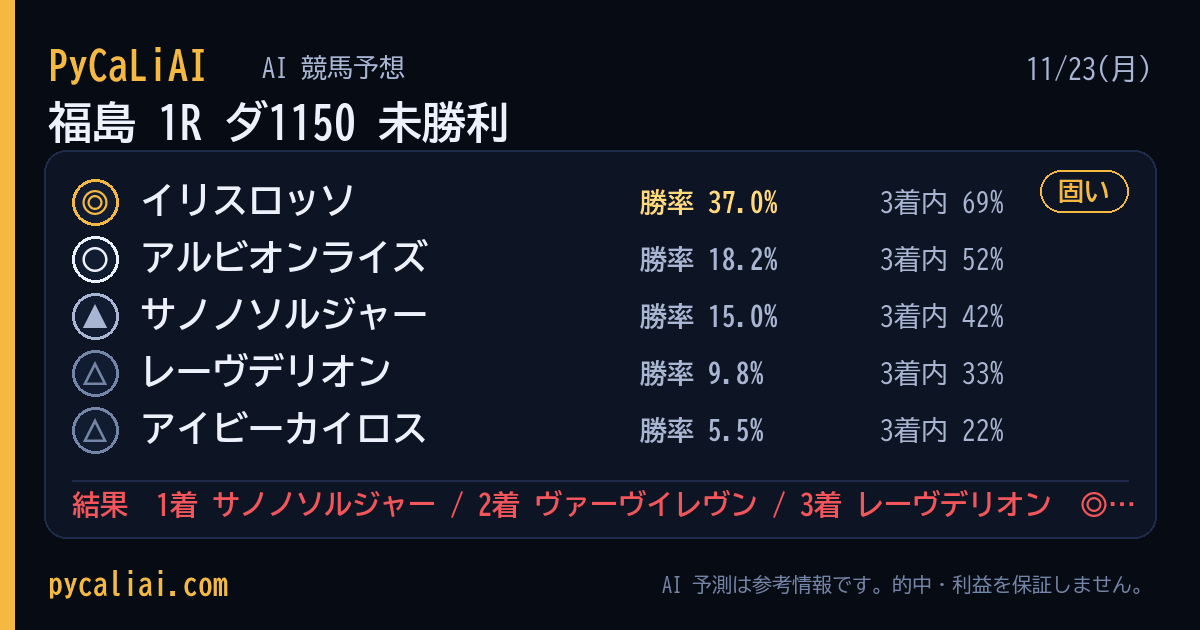 PyCaLiAI AI 競馬予想 11/23(月)
福島 1R ダ1150 未勝利
◎ イリスロッソ 勝率 37.0% 3着内 69% 固い
○ アルビオンライズ 勝率 18.2% 3着内 52%
▲ サノノソルジャー 勝率 15.0% 3着内 42%
△ レーヴデリオン 勝率 9.8% 3着内 33%
△ アイビーカイロス 勝率 5.5% 3着内 22%
結果 1着 サノノソルジャー / 2着 ヴァーヴイレヴン / 3着 レーヴデリオン ◎…
pycaliai.com AI 予測は参考情報です。的中・利益を保証しません。